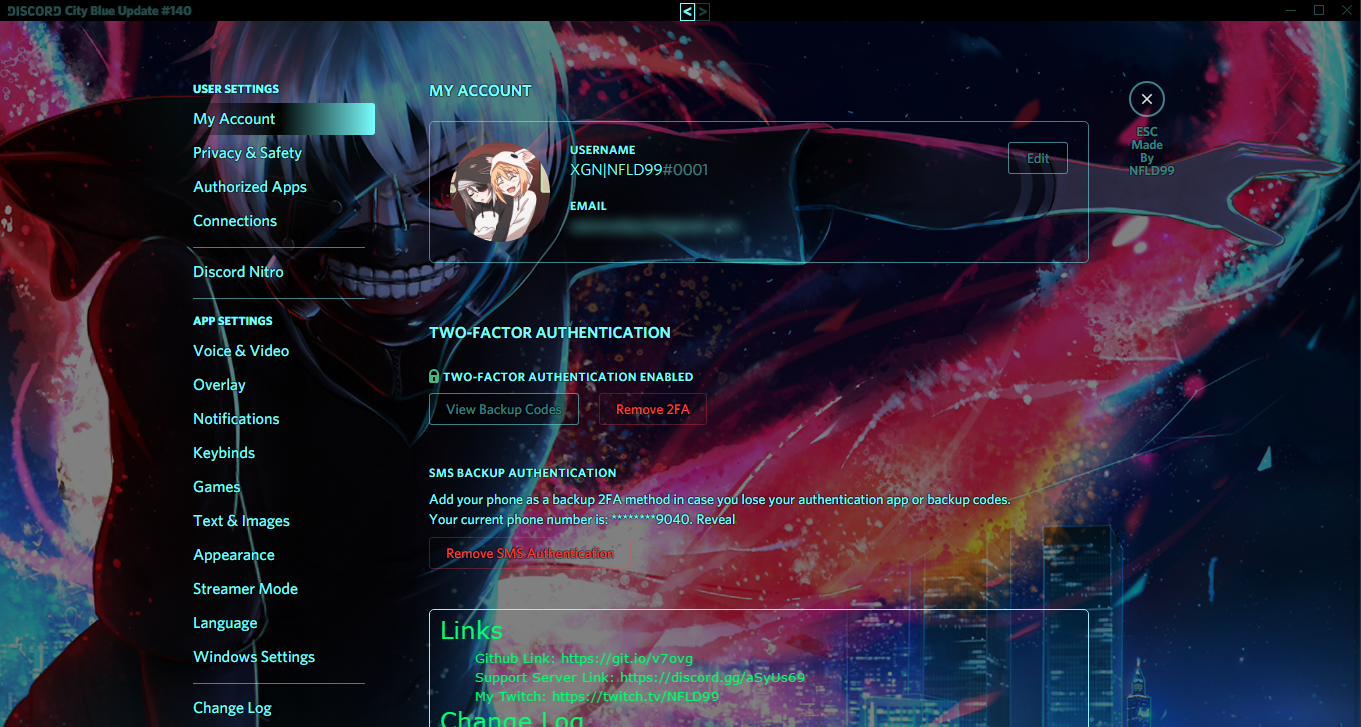 DISCORD City Blue Update #140
< >
USER SETTINGS
My Account
Privacy & Safety
Authorized Apps
Connections
Discord Nitro
APP SETTINGS
Voice & Video
Overlay
Notifications
Keybinds
Games
Text & Images
Appearance
Streamer Mode
Language
Windows Settings
Change Log
MY ACCOUNT
USERNAME
XGN|NFLD99#0001
Edit
EMAIL
TWO-FACTOR AUTHENTICATION
TWO-FACTOR AUTHENTICATION ENABLED
View Backup Codes
Remove 2FA
SMS BACKUP AUTHENTICATION
Add your phone as a backup 2FA method in case you lose your authentication app or backup codes.
Your current phone number is: ********9040. Reveal
Remove SMS Authentication
Links
Github Link: https://git.io/v7ovg
Support Server Link: https://discord.gg/aSyUs69
My Twitch: https://twitch.tv/NFLD99
Change Log
ESC
Made
By
NFLD99